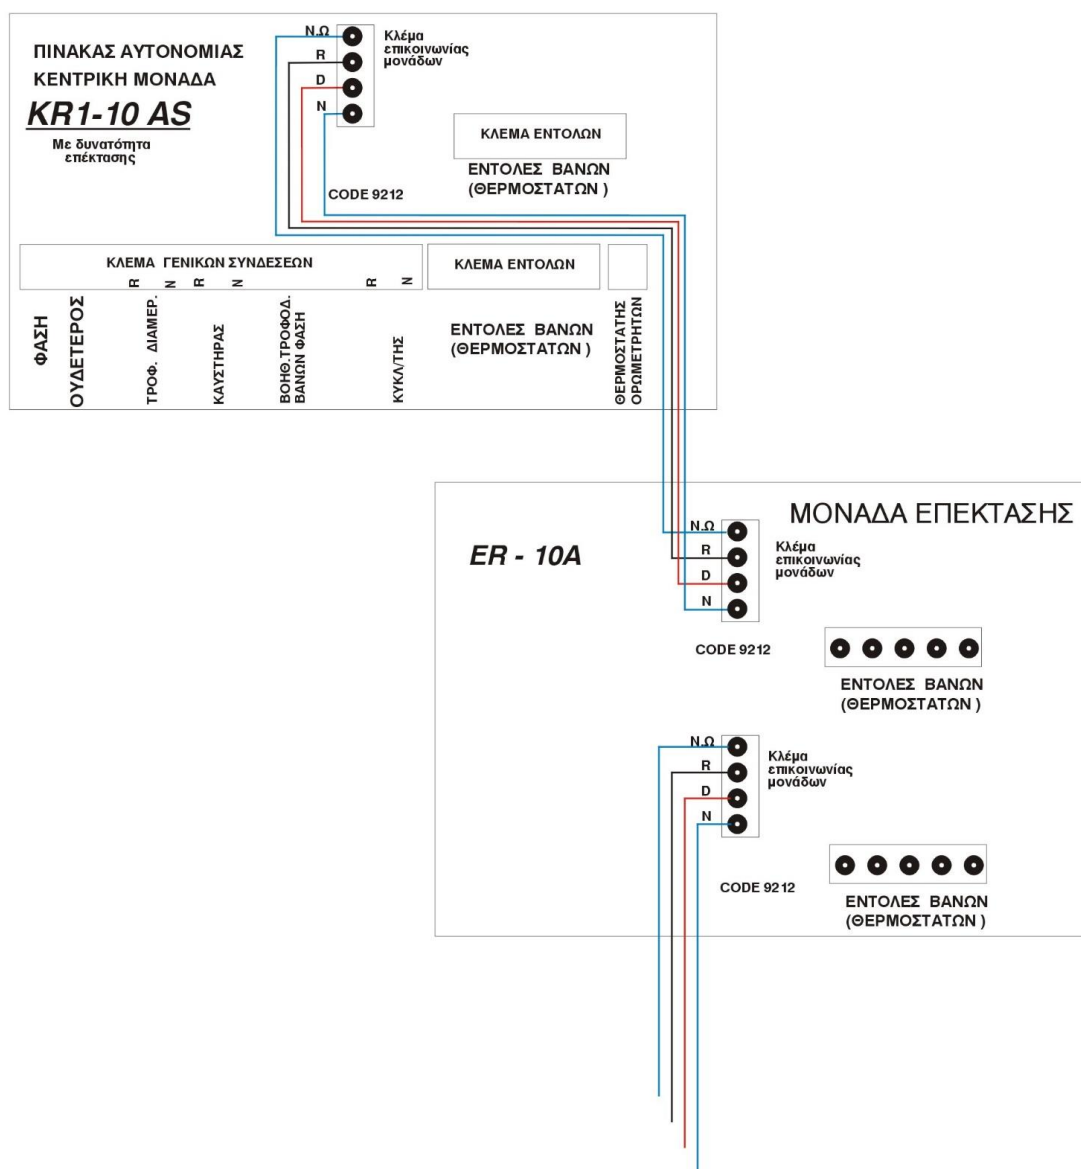 ΠΙΝΑΚΑΣ ΑΥΤΟΝΟΜΙΑΣ
ΚΕΝΤΡΙΚΗ ΜΟΝΑΔΑ
KR1-10 AS
Με δυνατότητα
επέκτασης
Ν.Ω
R
D
N
Κλέμα
επικοινωνίας
μονάδων
CODE 9212
ΚΛΕΜΑ ΕΝΤΟΛΩΝ
ΕΝΤΟΛΕΣ ΒΑΝΩΝ
(ΘΕΡΜΟΣΤΑΤΩΝ )
ΚΛΕΜΑ ΓΕΝΙΚΩΝ ΣΥΝΔΕΣΕΩΝ
R N R N R N
ΚΛΕΜΑ ΕΝΤΟΛΩΝ
ΦΑΣΗ
ΟΥΔΕΤΕΡΟΣ
ΤΡΟΦ. ΔΙΑΜΕΡ.
ΚΑΥΣΤΗΡΑΣ
ΒΟΗΘ.ΤΡΟΦΟΔ.
ΒΑΝΩΝ ΦΑΣΗ
ΚΥΚΛ/ΤΗΣ
ΕΝΤΟΛΕΣ ΒΑΝΩΝ
(ΘΕΡΜΟΣΤΑΤΩΝ )
ΘΕΡΜΟΣΤΑΤΗΣ
ΟΡΩΜΕΤΡΗΤΩΝ
ΜΟΝΑΔΑ ΕΠΕΚΤΑΣΗΣ
ER - 10A
Ν.Ω
R
D
N
Κλέμα
επικοινωνίας
μονάδων
CODE 9212
ΕΝΤΟΛΕΣ ΒΑΝΩΝ
(ΘΕΡΜΟΣΤΑΤΩΝ )
Ν.Ω
R
D
N
Κλέμα
επικοινωνίας
μονάδων
CODE 9212
ΕΝΤΟΛΕΣ ΒΑΝΩΝ
(ΘΕΡΜΟΣΤΑΤΩΝ )